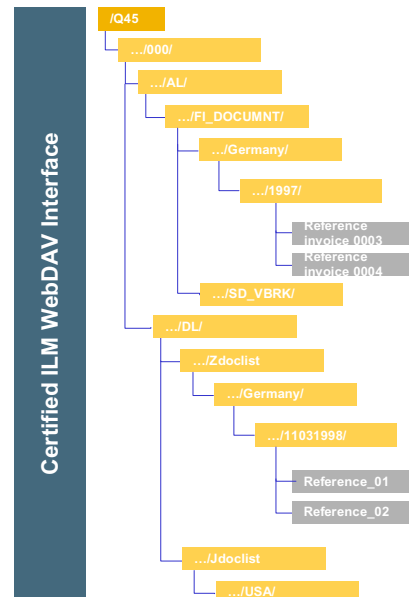 Certified ILM WebDAV Interface
/Q45
.../000/
.../AL/
.../FI_DOCUMNT/
.../Germany/
.../1997/
Reference
invoice 0003
Reference
invoice 0004
.../SD_VBRK/
.../DL/
.../Zdoclist
.../Germany/
.../11031998/
Reference_01
Reference_02
.../Jdoclist
.../USA/